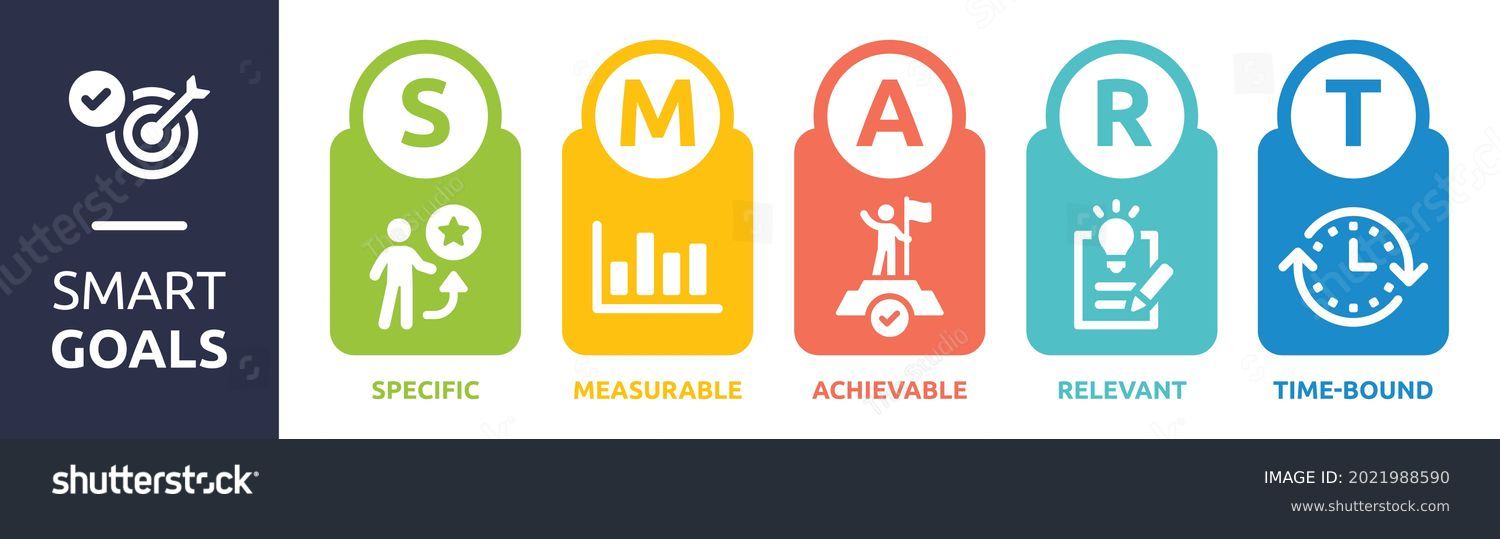 SMART
GOALS
S
M
A
R
T
SPECIFIC
MEASURABLE
ACHIEVABLE
RELEVANT
TIME-BOUND
shutterstock
IMAGE ID: 2021988590
www.shutterstock.com